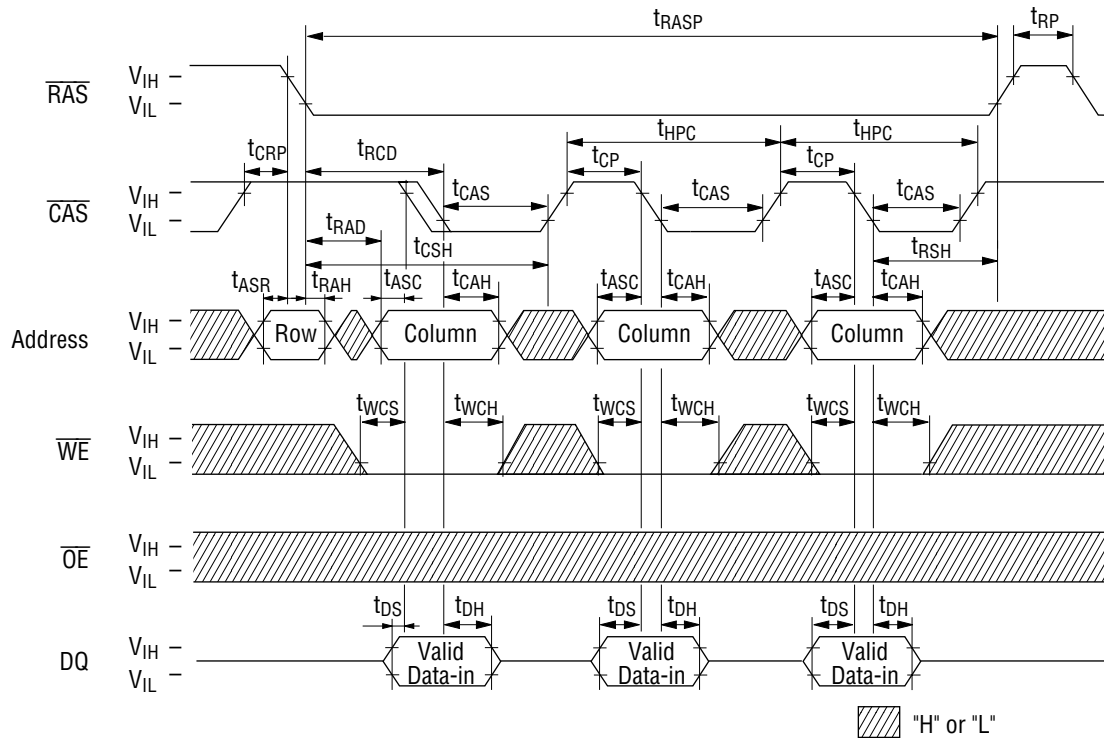 tRASP tRP
RAS VIH VIL
tHPC tHPC
tCRP tRCD tCP tCP
CAS VIH VIL tCAS tCAS tCAS
tRAD tCSH tRSH
tASR tRAH tASC tCAH tASC tCAH tASC tCAH
Address VIH VIL Row Column Column Column
tWCS tWCH tWCS tWCH tWCS tWCH
WE VIH VIL
OE VIH VIL
tDS tDH tDS tDH tDS tDH
DQ VIH VIL
Valid Data-in
Valid Data-in
Valid Data-in
"H" or "L"